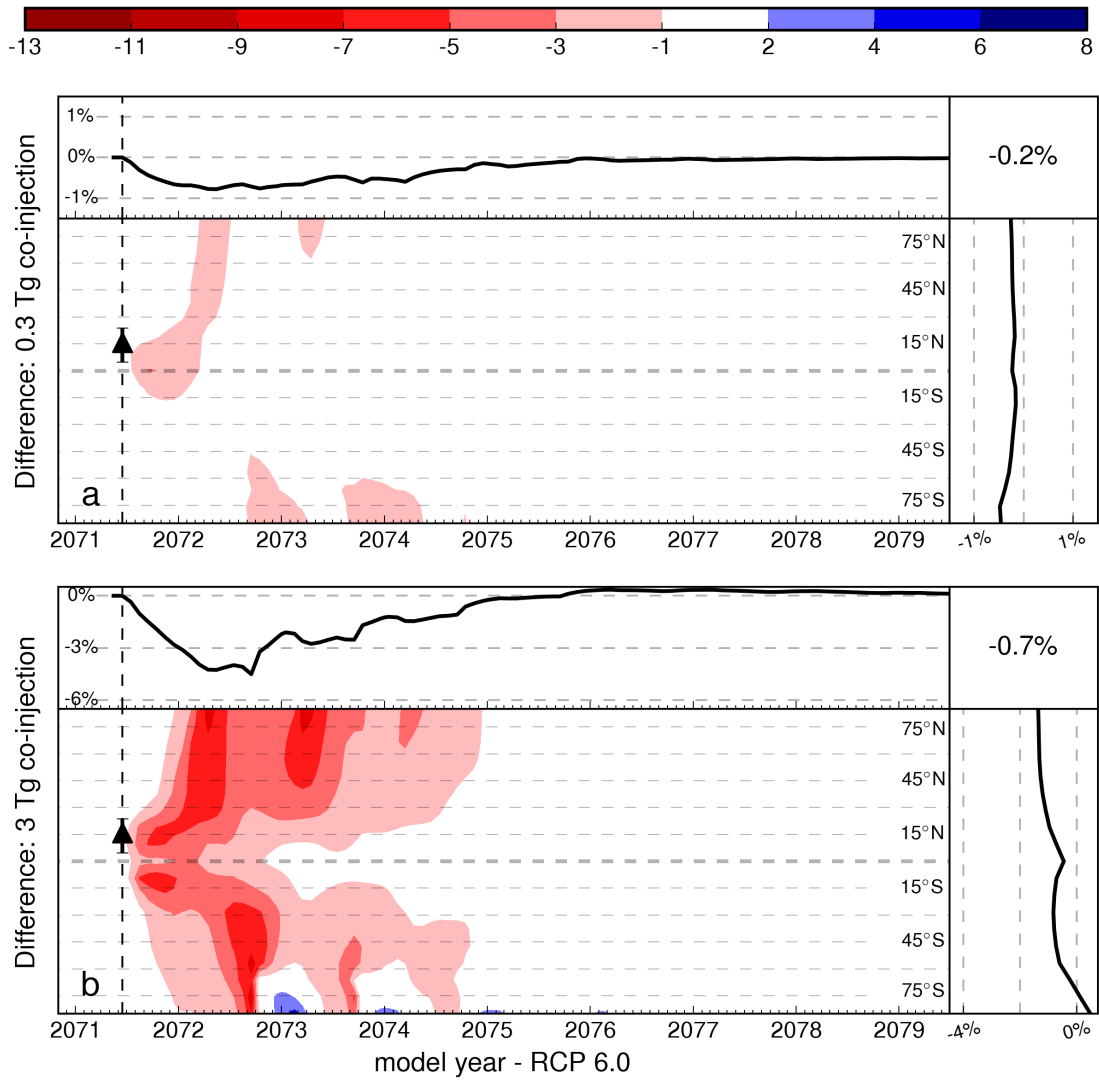 -13 -11 -9 -7 -5 -3 -1 2 4 6 8
Difference: 0.3 Tg co-injection
1%
0%
-1%
-0.2%
75°N
45°N
15°N
15°S
45°S
75°S
a
2071 2072 2073 2074 2075 2076 2077 2078 2079
-1% 1%
Difference: 3 Tg co-injection
0%
-3%
-6%
-0.7%
75°N
45°N
15°N
15°S
45°S
75°S
b
2071 2072 2073 2074 2075 2076 2077 2078 2079
-4% 0%
model year - RCP 6.0